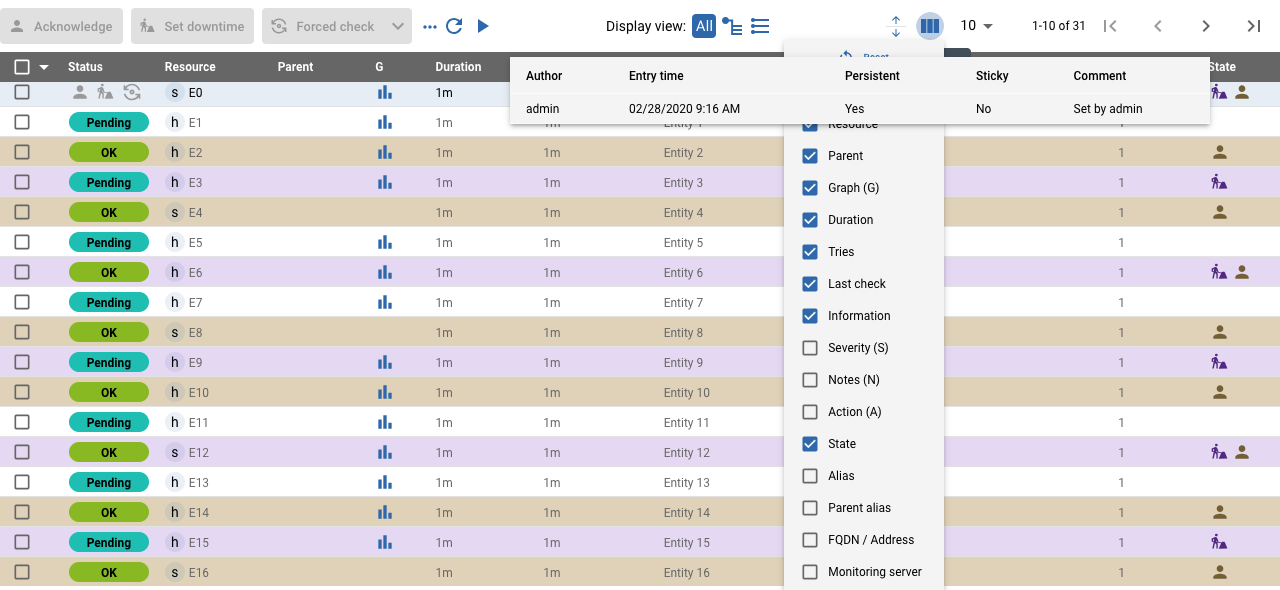 Acknowledge Set downtime Forced check Display view: All 10 1-10 of 31
Reset
Status Resource Parent G Duration State
Author Entry time Persistent Sticky Comment
admin 02/28/2020 9:16 AM Yes No Set by admin
s E0 1m
Pending h E1 1m 1m Entity 1 Resource 1
OK h E2 1m 1m Entity 2 Parent 1
Pending h E3 1m 1m Entity 3 Graph (G) 1
OK s E4 1m 1m Entity 4 Duration 1
Pending h E5 1m 1m Entity 5 Tries 1
OK h E6 1m 1m Entity 6 Last check 1
Pending h E7 1m 1m Entity 7 Information 1
OK s E8 1m 1m Entity 8 Severity (S) 1
Pending h E9 1m 1m Entity 9 Notes (N) 1
OK h E10 1m 1m Entity 10 Action (A) 1
Pending h E11 1m 1m Entity 11 State 1
OK s E12 1m 1m Entity 12 1
Pending h E13 1m 1m Entity 13 Alias 1
OK h E14 1m 1m Entity 14 Parent alias 1
Pending h E15 1m 1m Entity 15 FQDN / Address 1
OK s E16 1m 1m Entity 16 Monitoring server 1